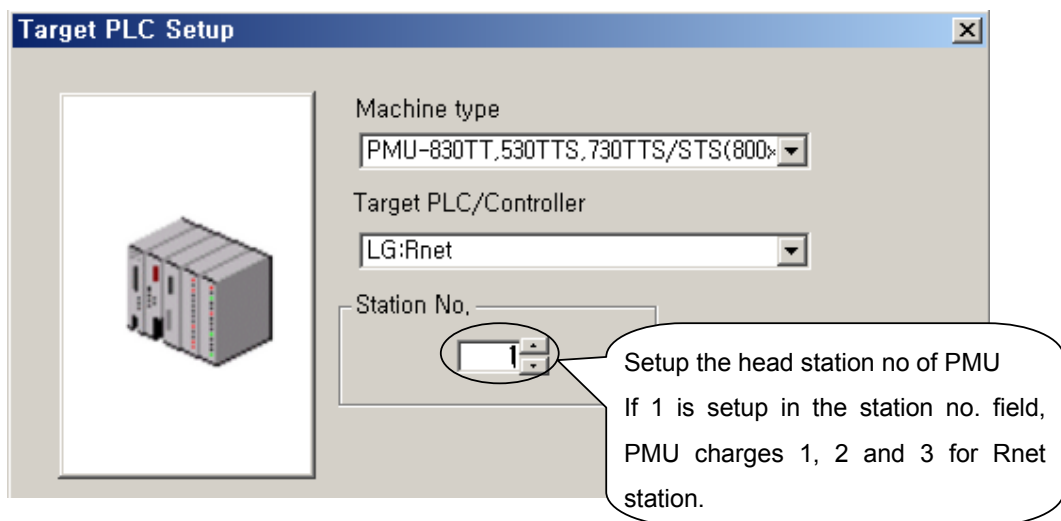 Target PLC Setup
Machine type
PMU-830TT,530TTS,730TTS/STS(800x
Target PLC/Controller
LG:Rnet
Station No.
1
Setup the head station no of PMU
If 1 is setup in the station no. field,
PMU charges 1, 2 and 3 for Rnet
station.